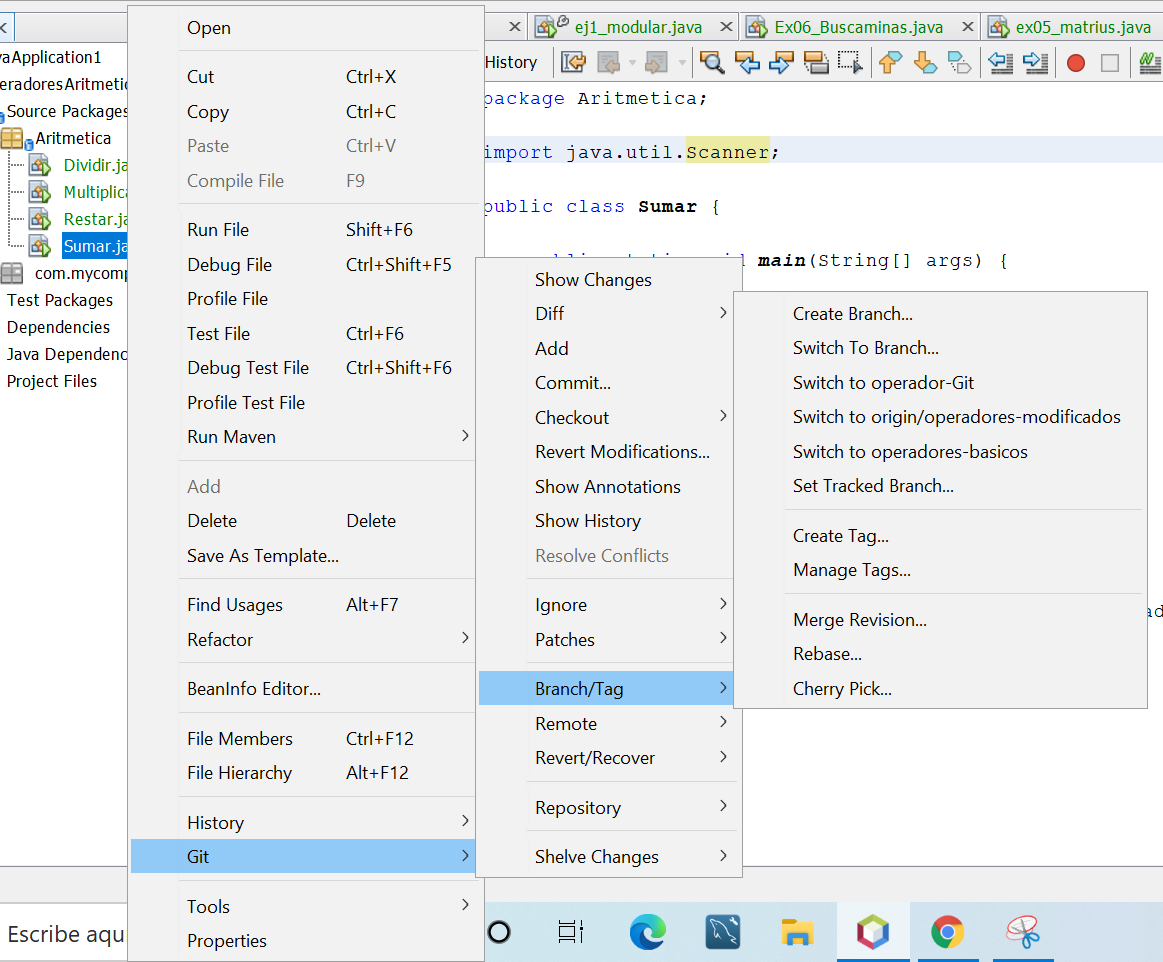 ej1_modular.java
Ex06_Buscaminas.java
ex05_matrius.java
vaApplication1
Source Packages
Aritmetica
Dividir.ja
Multiplica
Restar.ja
Sumar.ja
com.mycomp
Test Packages
Dependencies
Java Dependenc
Project Files
Open
Cut Ctrl+X
Copy Ctrl+C
Paste Ctrl+V
Compile File F9
Run File Shift+F6
Debug File Ctrl+Shift+F5
Profile File
Test File Ctrl+F6
Debug Test File Ctrl+Shift+F6
Profile Test File
Run Maven
Add
Delete Delete
Save As Template...
Find Usages Alt+F7
Refactor
BeanInfo Editor...
File Members Ctrl+F12
File Hierarchy Alt+F12
History
Git
Tools
Properties
History
package Aritmetica;
import java.util.Scanner;
public class Sumar {
main(String[] args) {
Show Changes
Diff
Add
Commit...
Checkout
Revert Modifications...
Show Annotations
Show History
Resolve Conflicts
Ignore
Patches
Branch/Tag
Remote
Revert/Recover
Repository
Shelve Changes
Create Branch...
Switch To Branch...
Switch to operador-Git
Switch to origin/operadores-modificados
Switch to operadores-basicos
Set Tracked Branch...
Create Tag...
Manage Tags...
Merge Revision...
Rebase...
Cherry Pick...
Escribe aqu